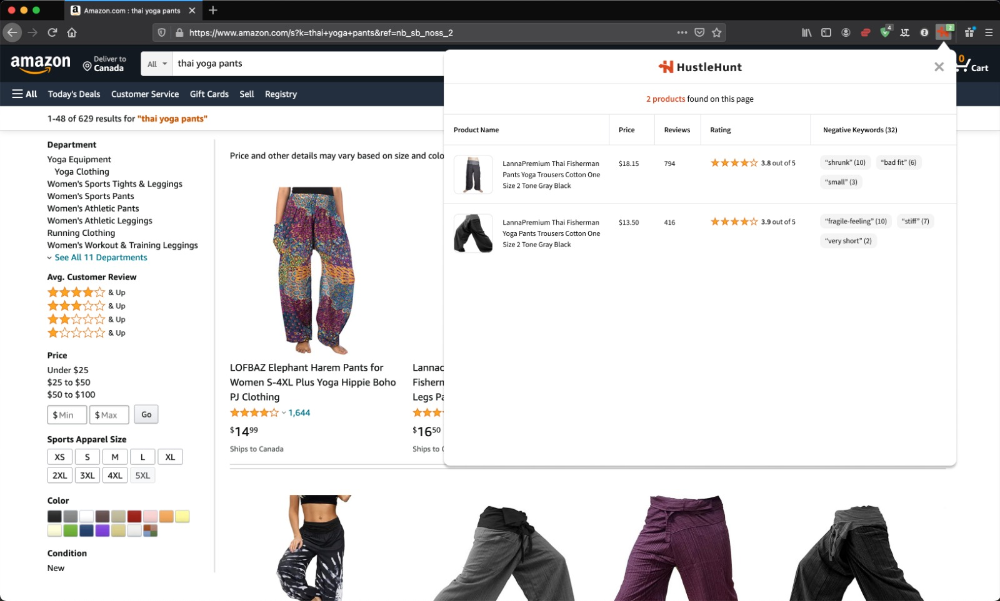 Amazon.com : thai yoga pants
https://www.amazon.com/s?k=thai+yoga+pants&ref=nb_sb_noss_2
4
2
amazon
Deliver to
Canada
All
thai yoga pants
0
Cart
All
Today's Deals
Customer Service
Gift Cards
Sell
Registry
1-48 of 629 results for "thai yoga pants"
Department
Yoga Equipment
Yoga Clothing
Women's Sports Tights & Leggings
Women's Sports Pants
Women's Athletic Pants
Women's Athletic Leggings
Running Clothing
Women's Workout & Training Leggings
See All 11 Departments
Avg. Customer Review
& Up
& Up
& Up
& Up
Price
Under $25
$25 to $50
$50 to $100
$ Min
$ Max
Go
Sports Apparel Size
XS
S
M
L
XL
2XL
3XL
4XL
5XL
Color
Condition
New
Price and other details may vary based on size and colo
LOFBAZ Elephant Harem Pants for
Women S-4XL Plus Yoga Hippie Boho
PJ Clothing
1,644
$14.99
Ships to Canada
Lannac
Fishern
Legs Pa
$16.50
Ships to C
HustleHunt
2 products found on this page
Product Name
Price
Reviews
Rating
Negative Keywords (32)
LannaPremium Thai Fisherman
Pants Yoga Trousers Cotton One
Size 2 Tone Gray Black
$18.15
794
3.8 out of 5
“shrunk” (10)
“bad fit” (6)
“small” (3)
LannaPremium Thai Fisherman
Yoga Pants Trousers Cotton One
Size 2 Tone Gray Black
$13.50
416
3.9 out of 5
“fragile-feeling” (10)
“stiff” (7)
“very short” (2)